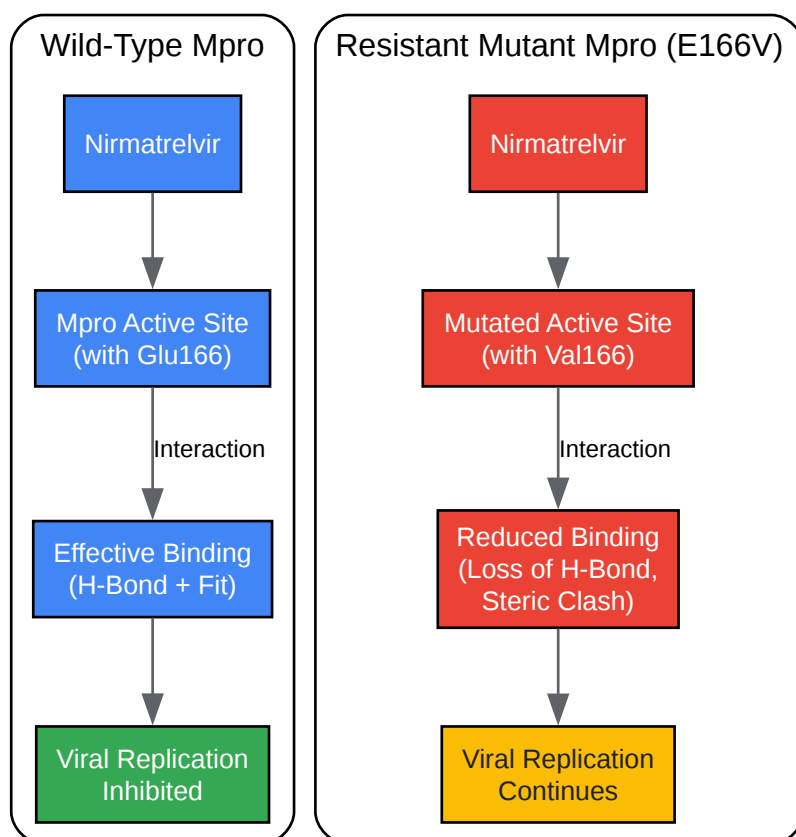 Wild-Type Mpro
Nirmatrelvir
Mpro Active Site
(with Glu166)
Interaction
Effective Binding
(H-Bond + Fit)
Viral Replication
Inhibited
Resistant Mutant Mpro (E166V)
Nirmatrelvir
Mutated Active Site
(with Val166)
Interaction
Reduced Binding
(Loss of H-Bond,
Steric Clash)
Viral Replication
Continues